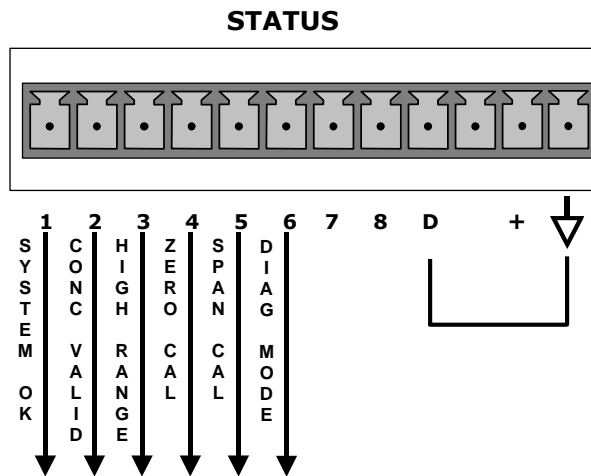 STATUS
1 2 3 4 5 6 7 8 D +
SYSTEM OK
CONC VALID
HIGH RANGE
ZERO CAL
SPAN CAL
DIAG MODE